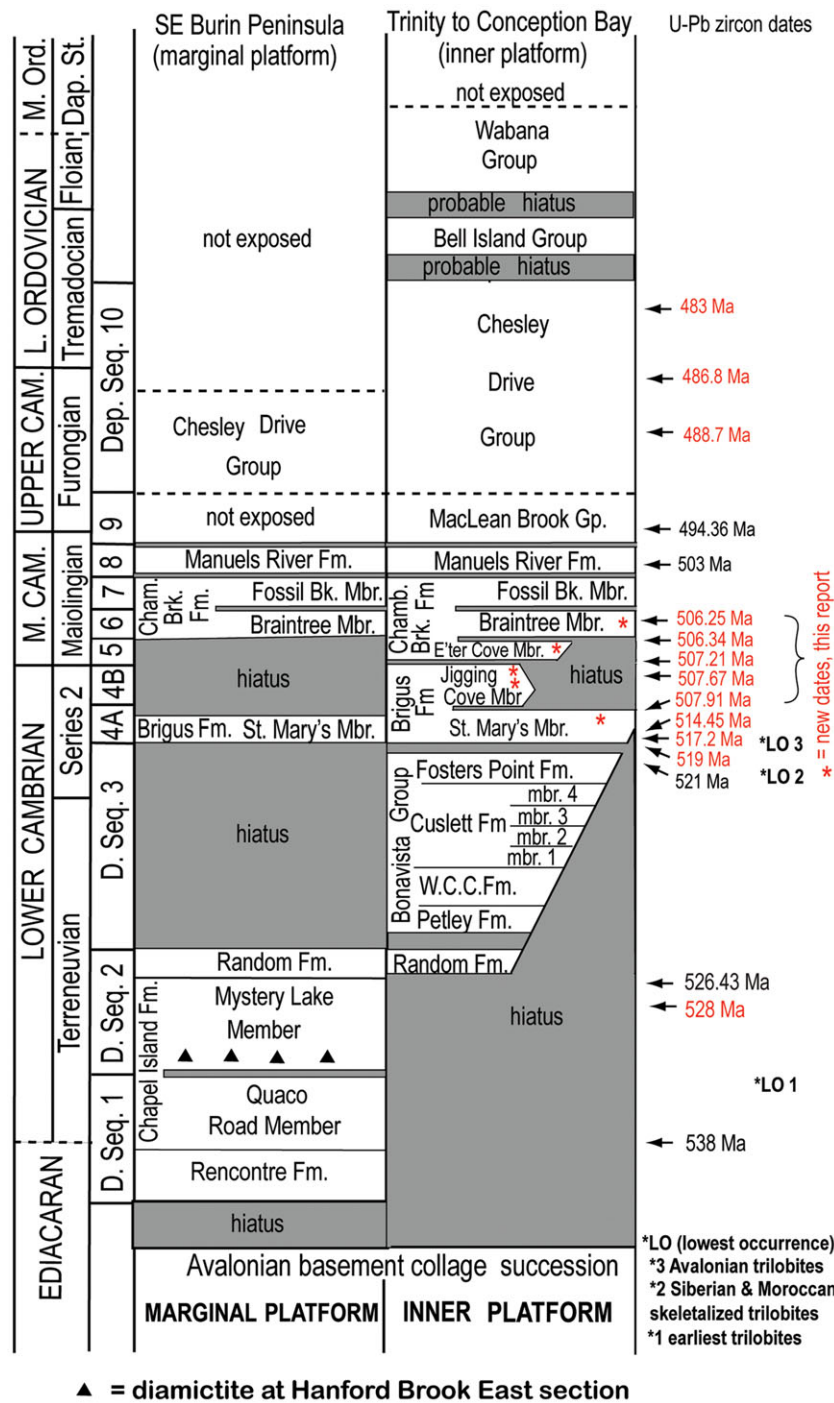 SE Burin Peninsula
(marginal platform)
Trinity to Conception Bay
(inner platform)
U-Pb zircon dates
M. Ord.
L. ORDOVICIAN
UPPER CAM.
M. CAM.
LOWER CAMBRIAN
EDIACARAN
Dap. St.
Floian
Tremadocian
Furongian
Maiolingian
Series 2
Terreneuvian
Dep. Seq. 10
9
8
7
6
5
4B
4A
D. Seq. 3
D. Seq. 2
D. Seq. 1
not exposed
Chesley Drive
Group
not exposed
Manuels River Fm.
Cham.
Brk. Fm.
Fossil Bk. Mbr.
Braintree Mbr.
hiatus
Brigus Fm. St. Mary's Mbr.
hiatus
Random Fm.
Chapel Island Fm.
Mystery Lake
Member
Quaco
Road Member
Rencontre Fm.
hiatus
not exposed
Wabana
Group
probable hiatus
Bell Island Group
probable hiatus
Chesley
Drive
Group
MacLean Brook Gp.
Manuels River Fm.
Chamb.
Brk. Fm
Fossil Bk. Mbr.
Braintree Mbr. *
E'ter Cove Mbr. *
Brigus
Fm
Jigging *
Cove Mbr *
hiatus
St. Mary's Mbr. *
Bonavista Group
Fosters Point Fm.
Cuslett Fm
mbr. 4
mbr. 3
mbr. 2
mbr. 1
W.C.C.Fm.
Petley Fm.
Random Fm.
hiatus
483 Ma
486.8 Ma
488.7 Ma
494.36 Ma
503 Ma
506.25 Ma
506.34 Ma
507.21 Ma
507.67 Ma
507.91 Ma
514.45 Ma
517.2 Ma *LO 3
519 Ma
521 Ma *LO 2
* = new dates, this report
526.43 Ma
528 Ma
*LO 1
538 Ma
Avalonian basement collage succession
MARGINAL PLATFORM
INNER PLATFORM
*LO (lowest occurrence)
*3 Avalonian trilobites
*2 Siberian & Moroccan
skeletalized trilobites
*1 earliest trilobites
▲ = diamictite at Hanford Brook East section